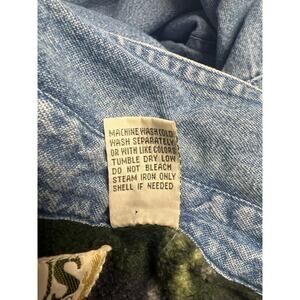 MACHINE WASH COLD
WASH SEPARATELY
OR WITH LIKE COLORS
TUMBLE DRY LOW
DO NOT BLEACH
STEAM IRON ONLY
SHELL IF NEEDED